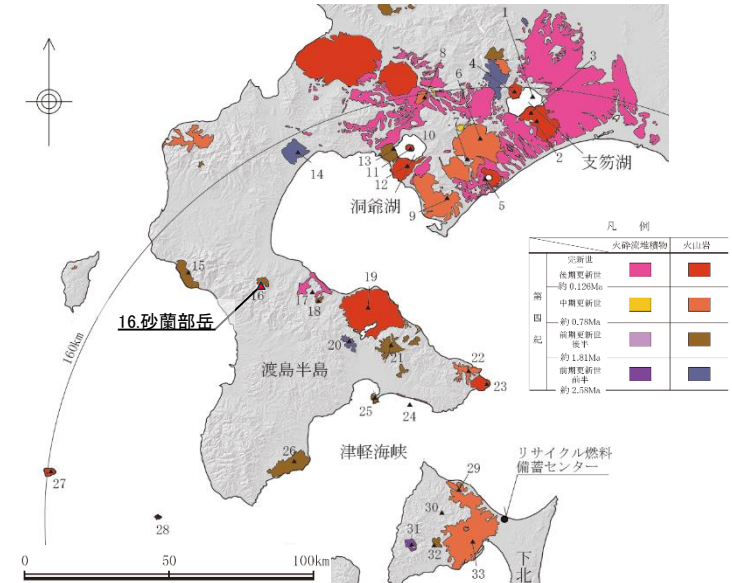 1
3
4
8
6
2
支笏湖
13
10
11
12
14
洞爺湖
9
5
凡 例
火砕流堆積物
火山岩
第四紀
完新世
後期更新世
約 0.126Ma
中期更新世
約 0.78Ma
前期更新世
後半
約 1.81Ma
前期更新世
前半
約 2.58Ma
15
16
17
18
19
16.砂蘭部岳
160km
20
21
渡島半島
22
23
25
24
津軽海峡
26
27
28
リサイクル燃料
備蓄センター
29
30
31
32
33
下北
0
50
100km